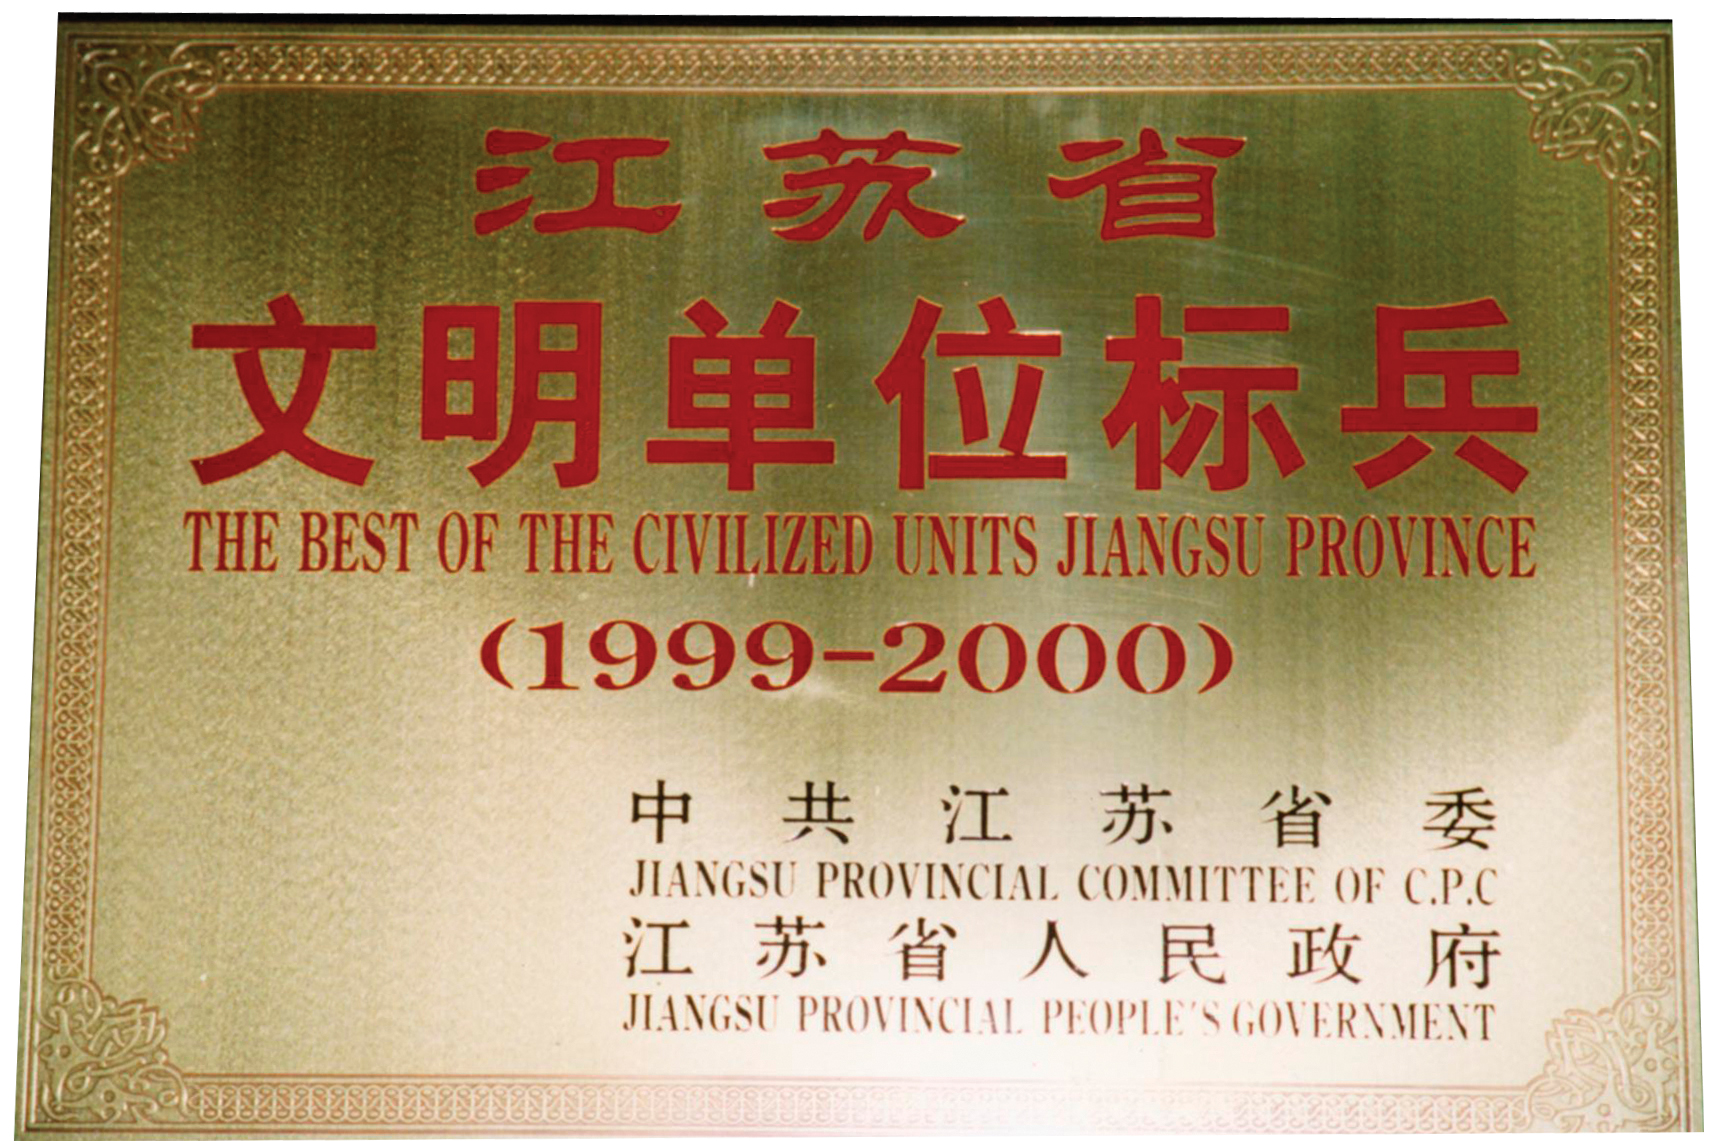 江苏省
文明单位标兵
THE BEST OF THE CIVILIZED UNITS JIANGSU PROVINCE
(1999-2000)
中共江苏省委
JIANGSU PROVINCIAL COMMITTEE OF C.P.C
江苏省人民政府
JIANGSU PROVINCIAL PEOPLE'S GOVERNMENT